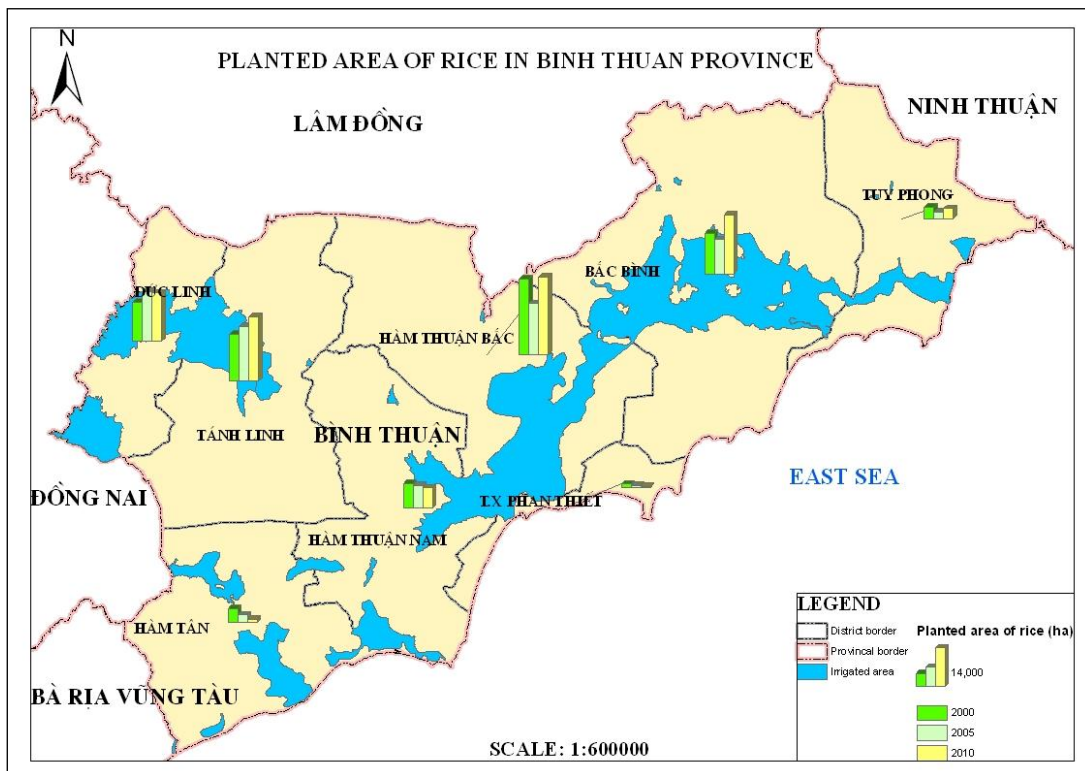 N
PLANTED AREA OF RICE IN BINH THUAN PROVINCE
LÂM ĐỒNG
NINH THUẬN
TUY PHONG
BẮC BÌNH
ĐỨC LINH
HÀM THUẬN BẮC
TÁNH LINH
BÌNH THUẬN
ĐỒNG NAI
T.X PHAN THIẾT
EAST SEA
HÀM THUẬN NAM
HÀM TÂN
BÀ RỊA VŨNG TÀU
LEGEND
District border
Provincal border
Irrigated area
Planted area of rice (ha)
14,000
2000
2005
2010
SCALE: 1:600000